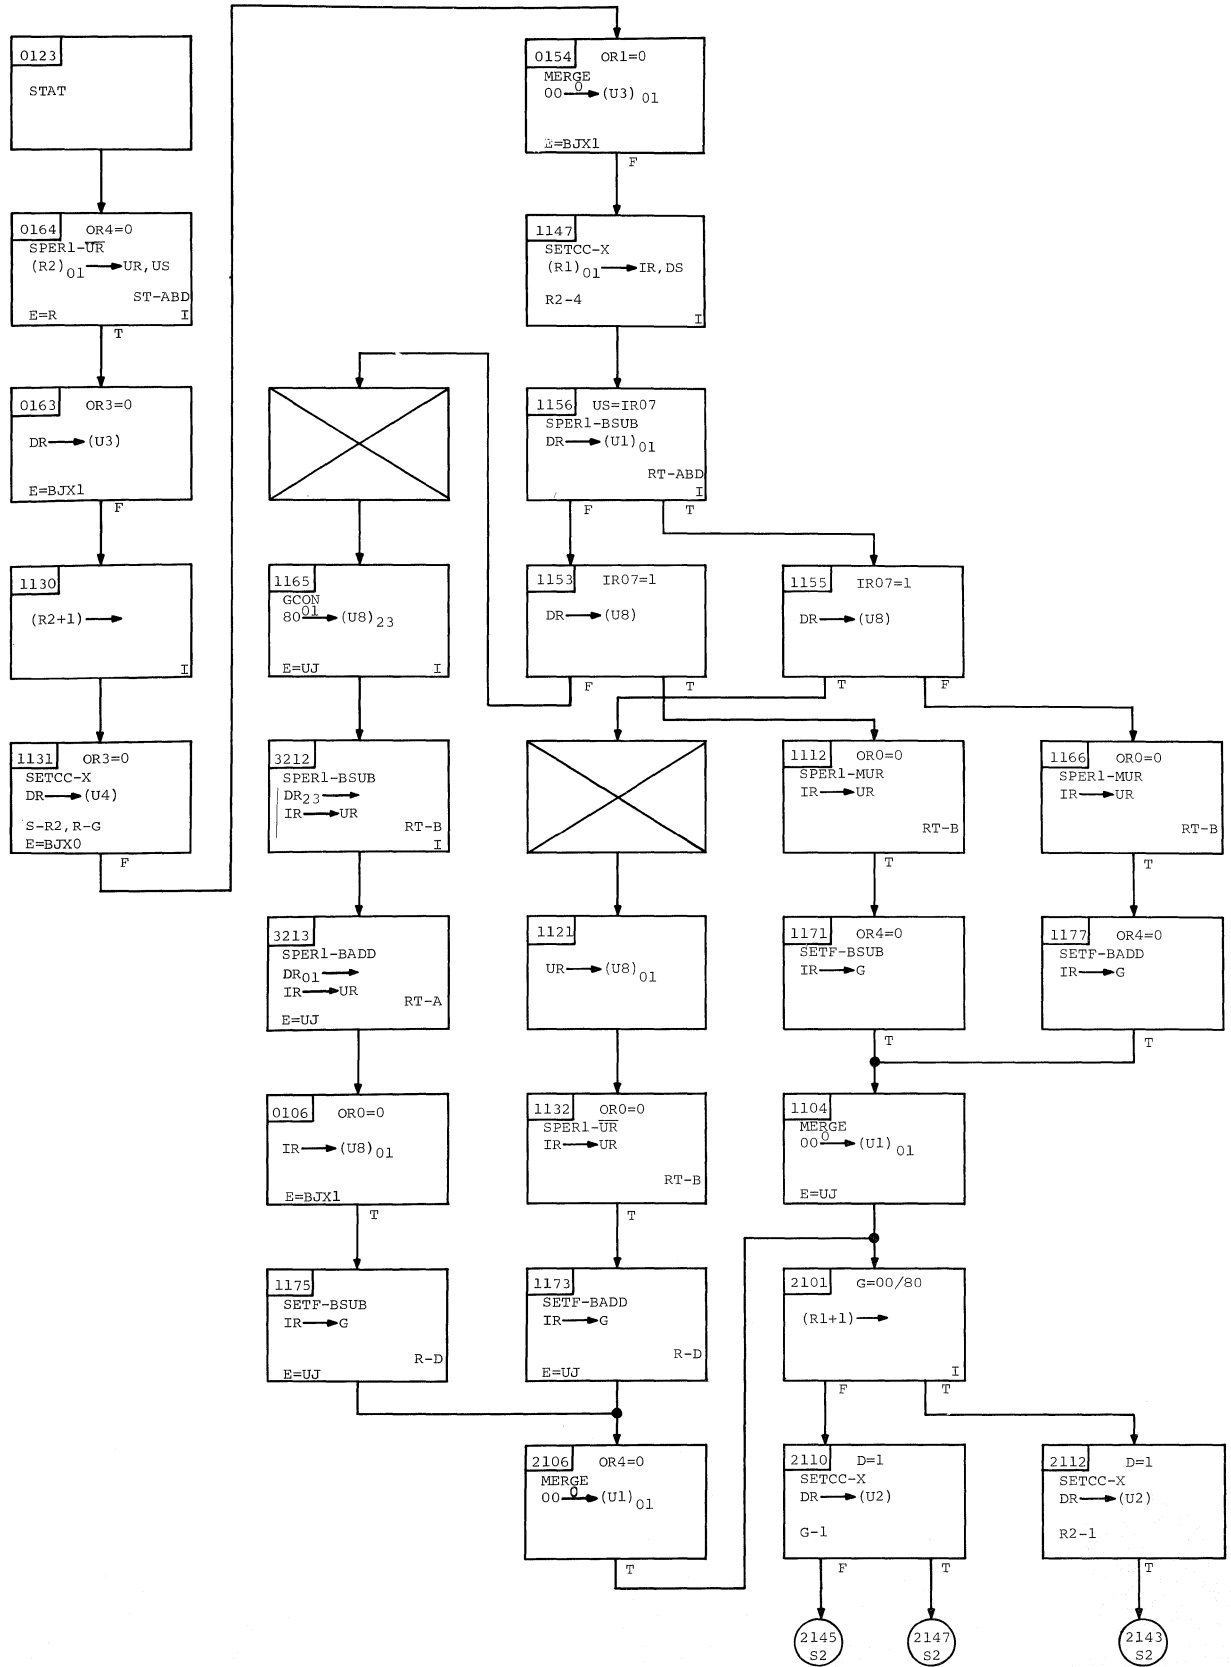 0123
STAT
0164 OR4=0
SPER1-U̅R̅
(R2)01 → UR,US
ST-ABD
E=R I
T
0163 OR3=0
DR → (U3)
E=BJX1
F
1130
(R2+1) →
I
1131 OR3=0
SETCC-X
DR → (U4)
S-R2,R-G
E=BJX0
F
0154 OR1=0
MERGE
0
00 → (U3)01
E=BJX1
F
1147
SETCC-X
(R1)01 → IR,DS
R2-4
I
1156 US=IR07
SPER1-BSUB
DR → (U1)01
RT-ABD
I
F T
1165
GCON
01
80 → (U8)23
E=UJ I
1153 IR07=1
DR → (U8)
F T
1155 IR07=1
DR → (U8)
T F
3212
SPER1-BSUB
DR23 →
IR → UR
RT-B
I
1112 OR0=0
SPER1-MUR
IR → UR
RT-B
T
1166 OR0=0
SPER1-MUR
IR → UR
RT-B
T
3213
SPER1-BADD
DR01 →
IR → UR
RT-A
E=UJ
1121
UR → (U8)01
1171 OR4=0
SETF-BSUB
IR → G
T
1177 OR4=0
SETF-BADD
IR → G
T
0106 OR0=0
IR → (U8)01
E=BJX1
T
1132 OR0=0
SPER1-U̅R̅
IR → UR
RT-B
T
1104
MERGE
0
00 → (U1)01
E=UJ
1175
SETF-BSUB
IR → G
R-D
E=UJ
1173
SETF-BADD
IR → G
R-D
E=UJ
2101 G=00/80
(R1+1) →
I
F T
2106 OR4=0
MERGE
0
00 → (U1)01
T
2110 D=1
SETCC-X
DR → (U2)
G-1
F T
2112 D=1
SETCC-X
DR → (U2)
R2-1
T
2145
S2
2147
S2
2143
S2